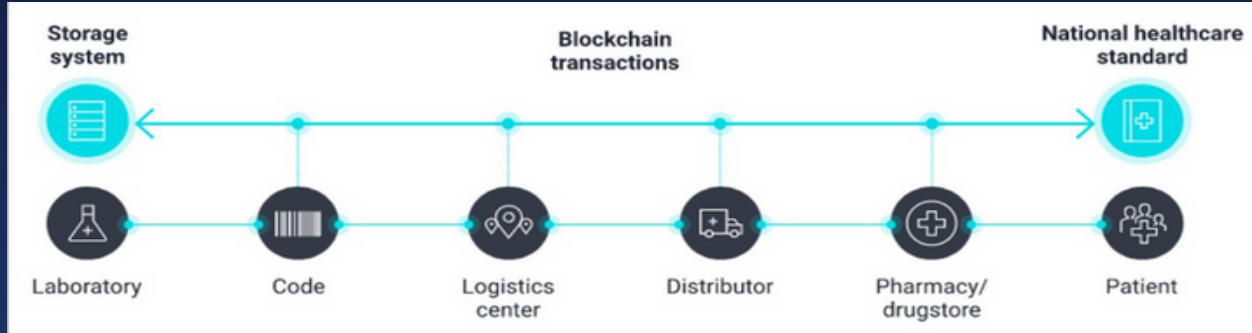 Storage
system
Blockchain
transactions
National healthcare
standard
Laboratory
Code
Logistics
center
Distributor
Pharmacy/
drugstore
Patient